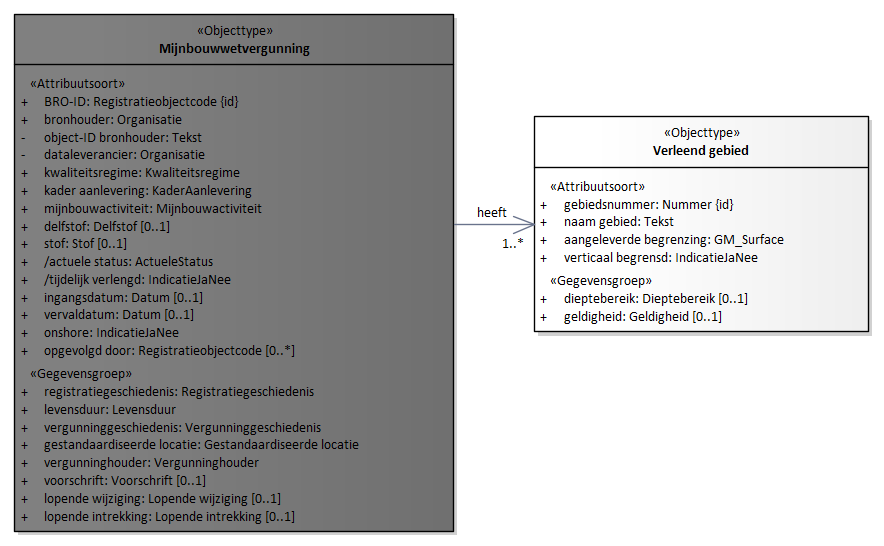 «Objecttype»
Mijnbouwwetvergunning
«Attribuutsoort»
+ BRO-ID: Registratieobjectcode {id}
+ bronhouder: Organisatie
- object-ID bronhouder: Tekst
- dataleverancier: Organisatie
+ kwaliteitsregime: Kwaliteitsregime
+ kader aanlevering: KaderAanlevering
+ mijnbouwactiviteit: Mijnbouwactiviteit
+ delfstof: Delfstof [0..1]
+ stof: Stof [0..1]
+ /actuele status: ActueleStatus
+ /tijdelijk verlengd: IndicatieJaNee
+ ingangsdatum: Datum [0..1]
+ vervaldatum: Datum [0..1]
+ onshore: IndicatieJaNee
+ opgevolgd door: Registratieobjectcode [0..*]
«Gegevensgroep»
+ registratiegeschiedenis: Registratiegeschiedenis
+ levensduur: Levensduur
+ vergunninggeschiedenis: Vergunninggeschiedenis
+ gestandaardiseerde locatie: Gestandaardiseerde locatie
+ vergunninghouder: Vergunninghouder
+ voorschrift: Voorschrift [0..1]
+ lopende wijziging: Lopende wijziging [0..1]
+ lopende intrekking: Lopende intrekking [0..1]
heeft
1..*
«Objecttype»
Verleend gebied
«Attribuutsoort»
+ gebiedsnummer: Nummer {id}
+ naam gebied: Tekst
+ aangeleverde begrenzing: GM_Surface
+ verticaal begrensd: IndicatieJaNee
«Gegevensgroep»
+ dieptebereik: Dieptebereik [0..1]
+ geldigheid: Geldigheid [0..1]